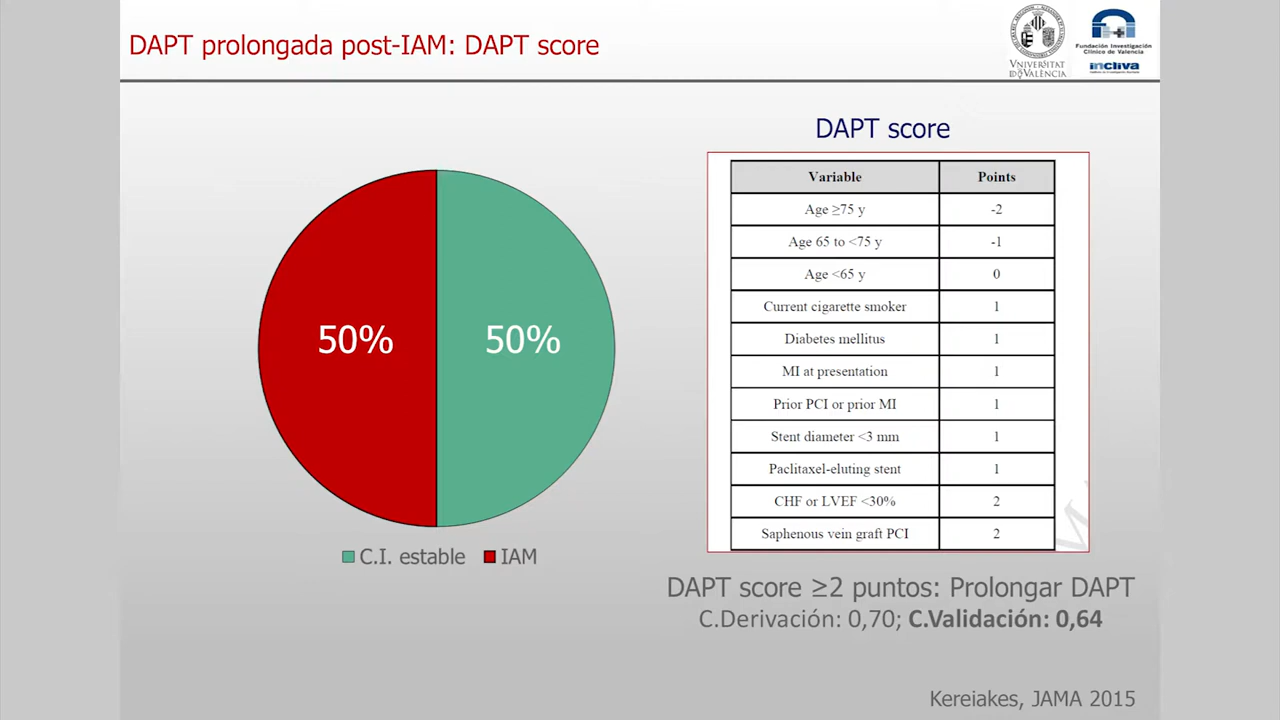 DAPT prolongada post-IAM: DAPT score
VNIVERSITAT
DE VALÈNCIA
Fundación Investigación
Clínico de Valencia
incliva
DAPT score
Variable Points
Age ≥75 y -2
Age 65 to <75 y -1
Age <65 y 0
Current cigarette smoker 1
Diabetes mellitus 1
MI at presentation 1
Prior PCI or prior MI 1
Stent diameter <3 mm 1
Paclitaxel-eluting stent 1
CHF or LVEF <30% 2
Saphenous vein graft PCI 2
50% 50%
C.I. estable IAM
DAPT score ≥2 puntos: Prolongar DAPT
C.Derivación: 0,70; C.Validación: 0,64
Kereiakes, JAMA 2015